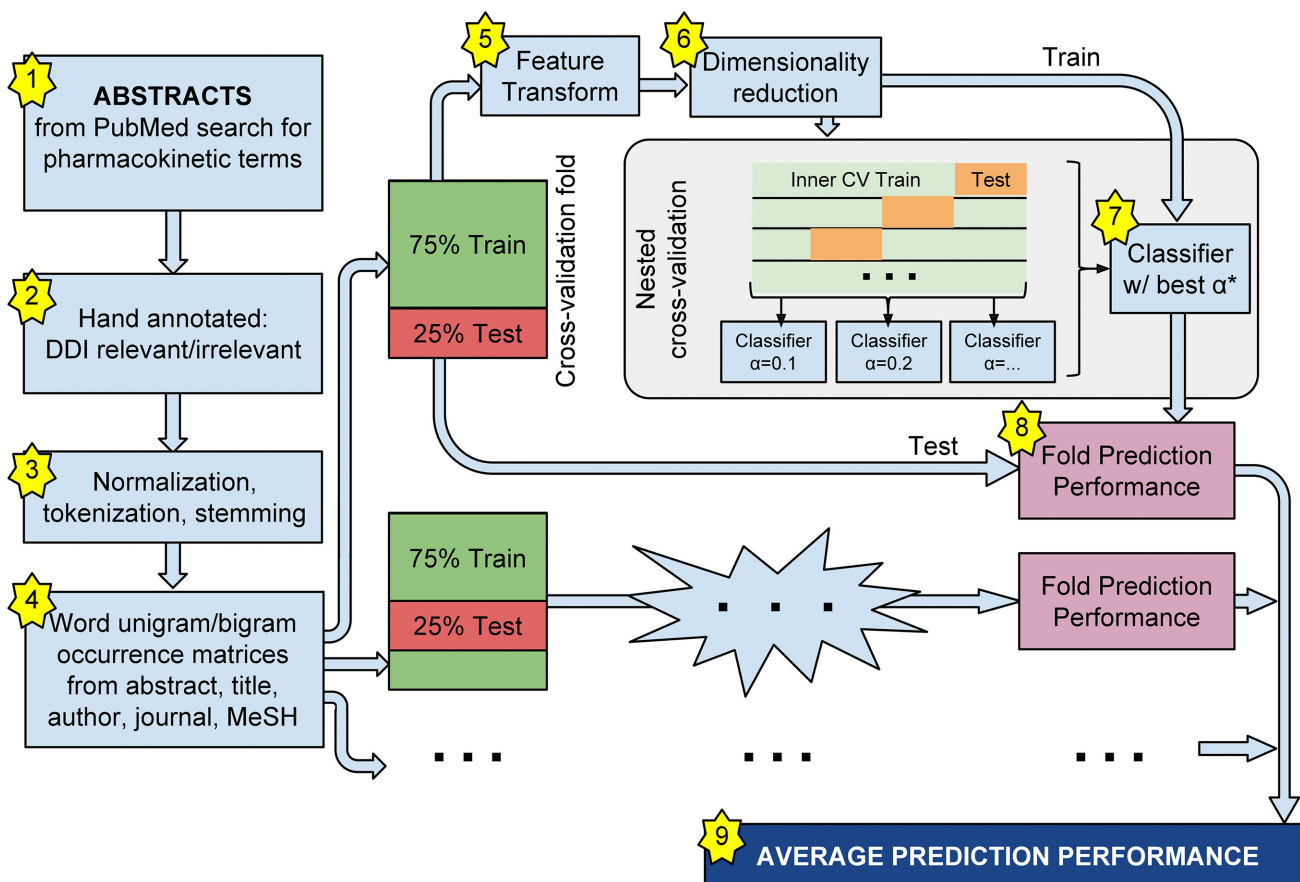 1
ABSTRACTS
from PubMed search for
pharmacokinetic terms
2
Hand annotated:
DDI relevant/irrelevant
3
Normalization,
tokenization, stemming
4
Word unigram/bigram
occurrence matrices
from abstract, title,
author, journal, MeSH
75% Train
25% Test
Cross-validation fold
5
Feature
Transform
6
Dimensionality
reduction
Train
Nested
cross-validation
Inner CV Train
Test
. . .
Classifier
α=0.1
Classifier
α=0.2
Classifier
α=...
7
Classifier
w/ best α*
Test
8
Fold Prediction
Performance
75% Train
25% Test
. . .
Fold Prediction
Performance
. . .
. . .
. . .
9
AVERAGE PREDICTION PERFORMANCE